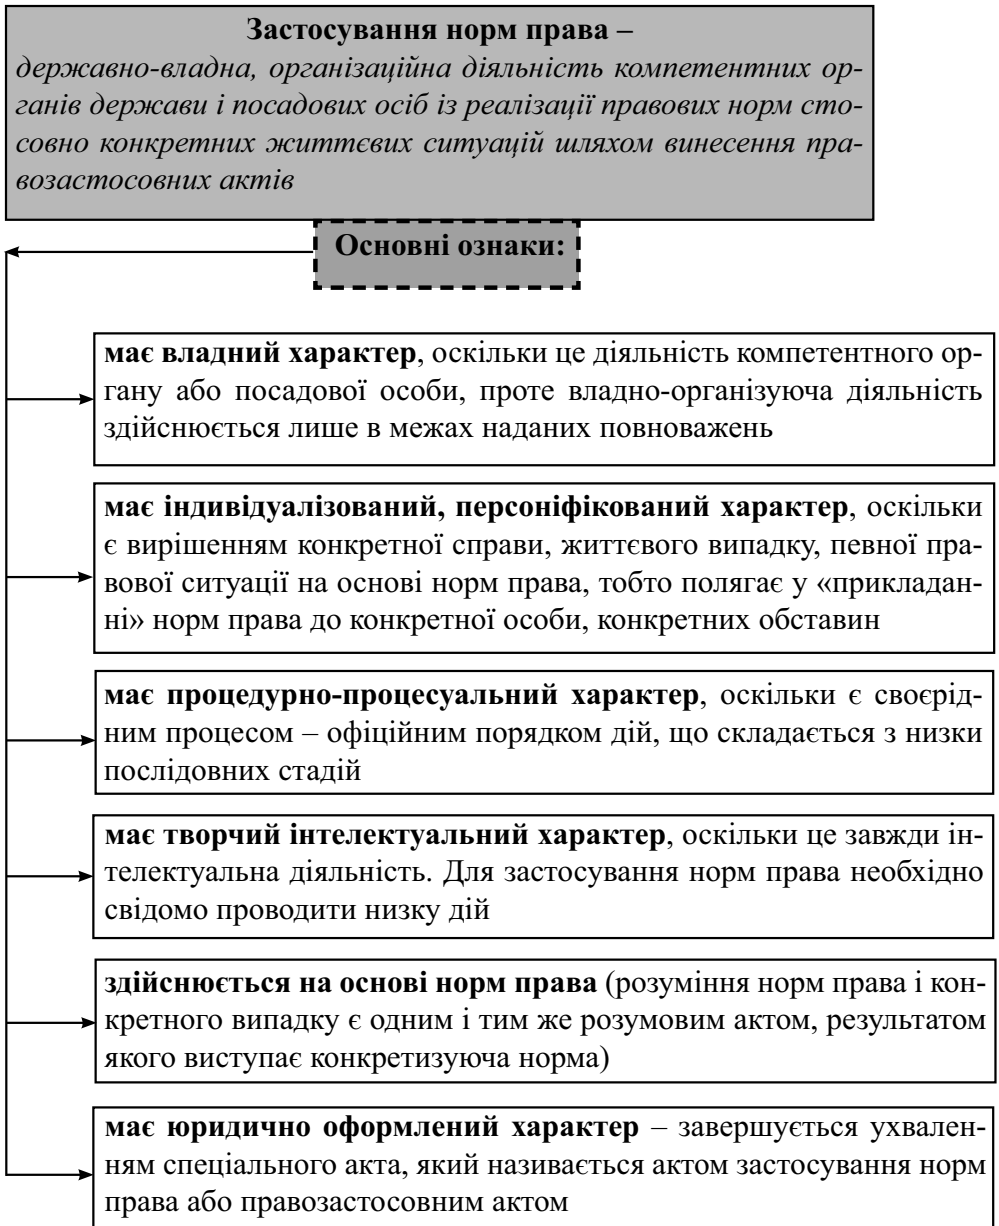 Застосування норм права –
державно-владна, організаційна діяльність компетентних ор-
ганів держави і посадових осіб із реалізації правових норм сто-
совно конкретних життєвих ситуацій шляхом винесення пра-
возастосовних актів
Основні ознаки:
має владний характер, оскільки це діяльність компетентного ор-
гану або посадової особи, проте владно-організуюча діяльність
здійснюється лише в межах наданих повноважень
має індивідуалізований, персоніфікований характер, оскільки
є вирішенням конкретної справи, життєвого випадку, певної пра-
вової ситуації на основі норм права, тобто полягає у «прикладан-
ні» норм права до конкретної особи, конкретних обставин
має процедурно-процесуальний характер, оскільки є своєрід-
ним процесом – офіційним порядком дій, що складається з низки
послідовних стадій
має творчий інтелектуальний характер, оскільки це завжди ін-
телектуальна діяльність. Для застосування норм права необхідно
свідомо проводити низку дій
здійснюється на основі норм права (розуміння норм права і кон-
кретного випадку є одним і тим же розумовим актом, результатом
якого виступає конкретизуюча норма)
має юридично оформлений характер – завершується ухвален-
ням спеціального акта, який називається актом застосування норм
права або правозастосовним актом